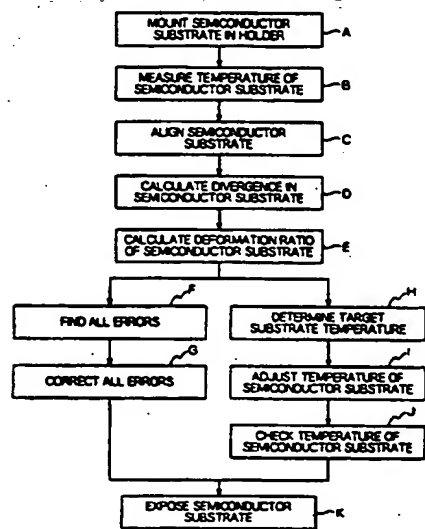 MOUNT SEMICONDUCTOR
SUBSTRATE IN HOLDER
A
MEASURE TEMPERATURE OF
SEMICONDUCTOR SUBSTRATE
B
ALIGN SEMICONDUCTOR
SUBSTRATE
C
CALCULATE DIVERGENCE IN
SEMICONDUCTOR SUBSTRATE
D
CALCULATE DEFORMATION RATIO
OF SEMICONDUCTOR SUBSTRATE
E
F
FIND ALL ERRORS
G
CORRECT ALL ERRORS
H
DETERMINE TARGET
SUBSTRATE TEMPERATURE
I
ADJUST TEMPERATURE OF
SEMICONDUCTOR SUBSTRATE
J
CHECK TEMPERATURE OF
SEMICONDUCTOR SUBSTRATE
EXPOSE SEMICONDUCTOR
SUBSTRATE
K